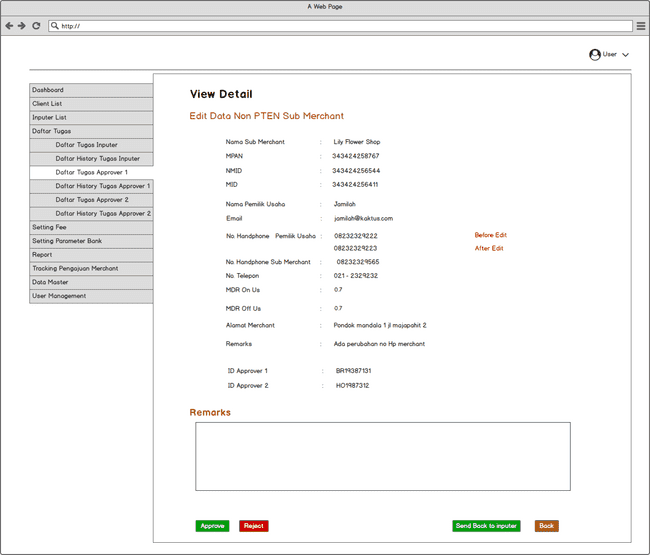 A Web Page
http://
User
Dashboard
Client List
Inputer List
Daftar Tugas
Daftar Tugas Inputer
Daftar History Tugas Inputer
Daftar Tugas Approver 1
Daftar History Tugas Approver 1
Daftar Tugas Approver 2
Daftar History Tugas Approver 2
Setting Fee
Setting Parameter Bank
Report
Tracking Pengajuan Merchant
Data Master
User Management
View Detail
Edit Data Non PTEN Sub Merchant
Nama Sub Merchant : Lily Flower Shop
MPAN : 343424258767
NMID : 343424256544
MID : 343424256411
Nama Pemilik Usaha : Jamilah
Email : jamilah@kaktus.com
No. Handphone Pemilik Usaha : 08232329222 Before Edit
08232329223 After Edit
No. Handphone Sub Merchant : 08232329565
No. Telepon : 021 - 2329232
MDR On Us : 0.7
MDR Off Us : 0.7
Alamat Merchant : Pondok mandala 1 jl majapahit 2
Remarks : Ada perubahan no Hp merchant
ID Approver 1 : BR19387131
ID Approver 2 : HO1987312
Remarks
Approve Reject Send Back to inputer Back